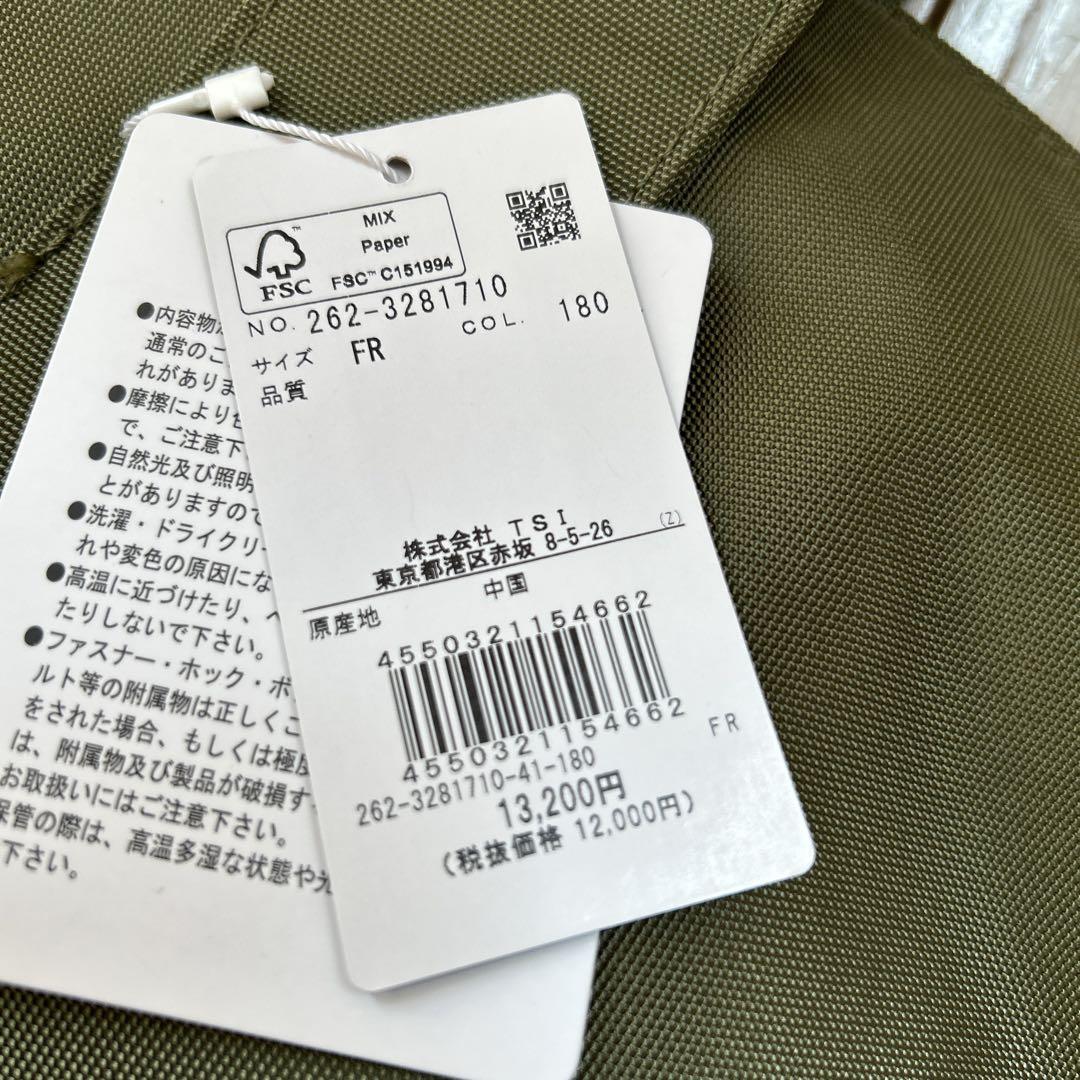 MIX
Paper
FSC™ C151994
FSC
NO. 262-3281710
COL. 180
サイズ FR
品質
株式会社 TSI (Z)
東京都港区赤坂 8-5-26
原産地 中国
4550321154662
4550321154662
FR
262-3281710-41-180
13,200円
(税抜価格 12,000円)
●内容物
通常のご
れがありま
●摩擦により
で、ご注意下
●自然光及び照明
とがありますので
●洗濯・ドライクリー
れや変色の原因にな
●高温に近づけたり、
たりしないで下さい。
●ファスナー・ホック・ボ
ルト等の附属物は正しくご
をされた場合、もしくは極度
は、附属物及び製品が破損す
お取扱いにはご注意下さい。
保管の際は、高温多湿な状態や
下さい。